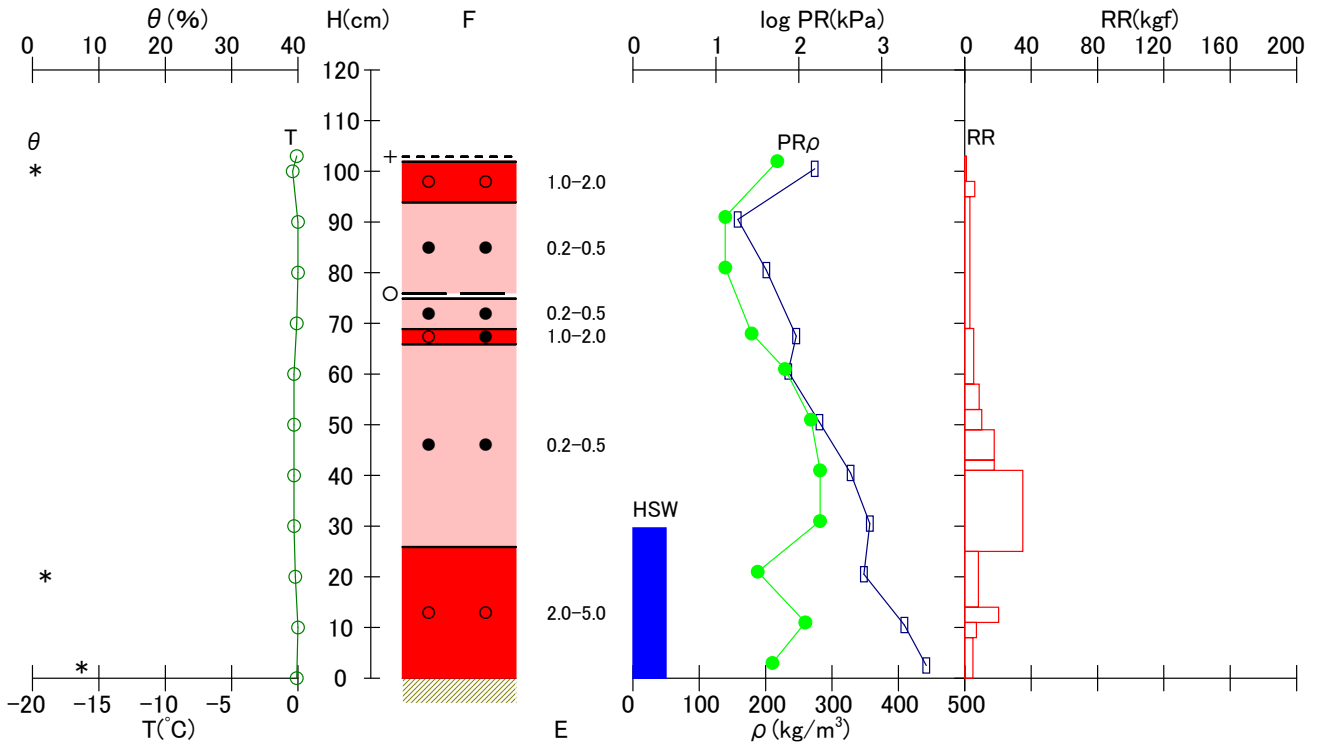 θ (%) H(cm) F log PR(kPa) RR(kgf)
0 10 20 30 40 0 1 2 3 0 40 80 120 160 200
120
110
θ T PRρ RR
* + 100
1.0-2.0
90
0.2-0.5
80
70 0.2-0.5
1.0-2.0
60
50
0.2-0.5
40
30 HSW
* 20
2.0-5.0
10
* 0
-20 -15 -10 -5 0 0 100 200 300 400 500
T(°C) E ρ (kg/m³)